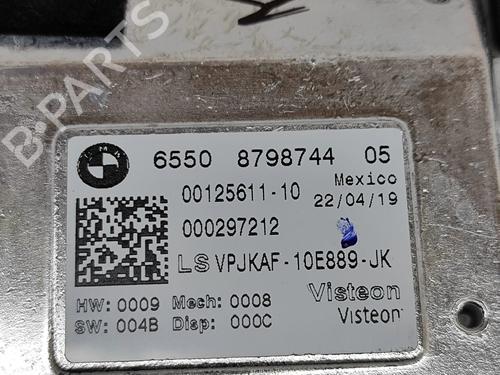 B-PARTS
BMW
6550 8798744 05
00125611-10 Mexico
000297212 22/04/19
LS VPJKAF-10E889-JK
HW: 0009 Mech: 0008 Visteon
SW: 004B Disp: 000C Visteon